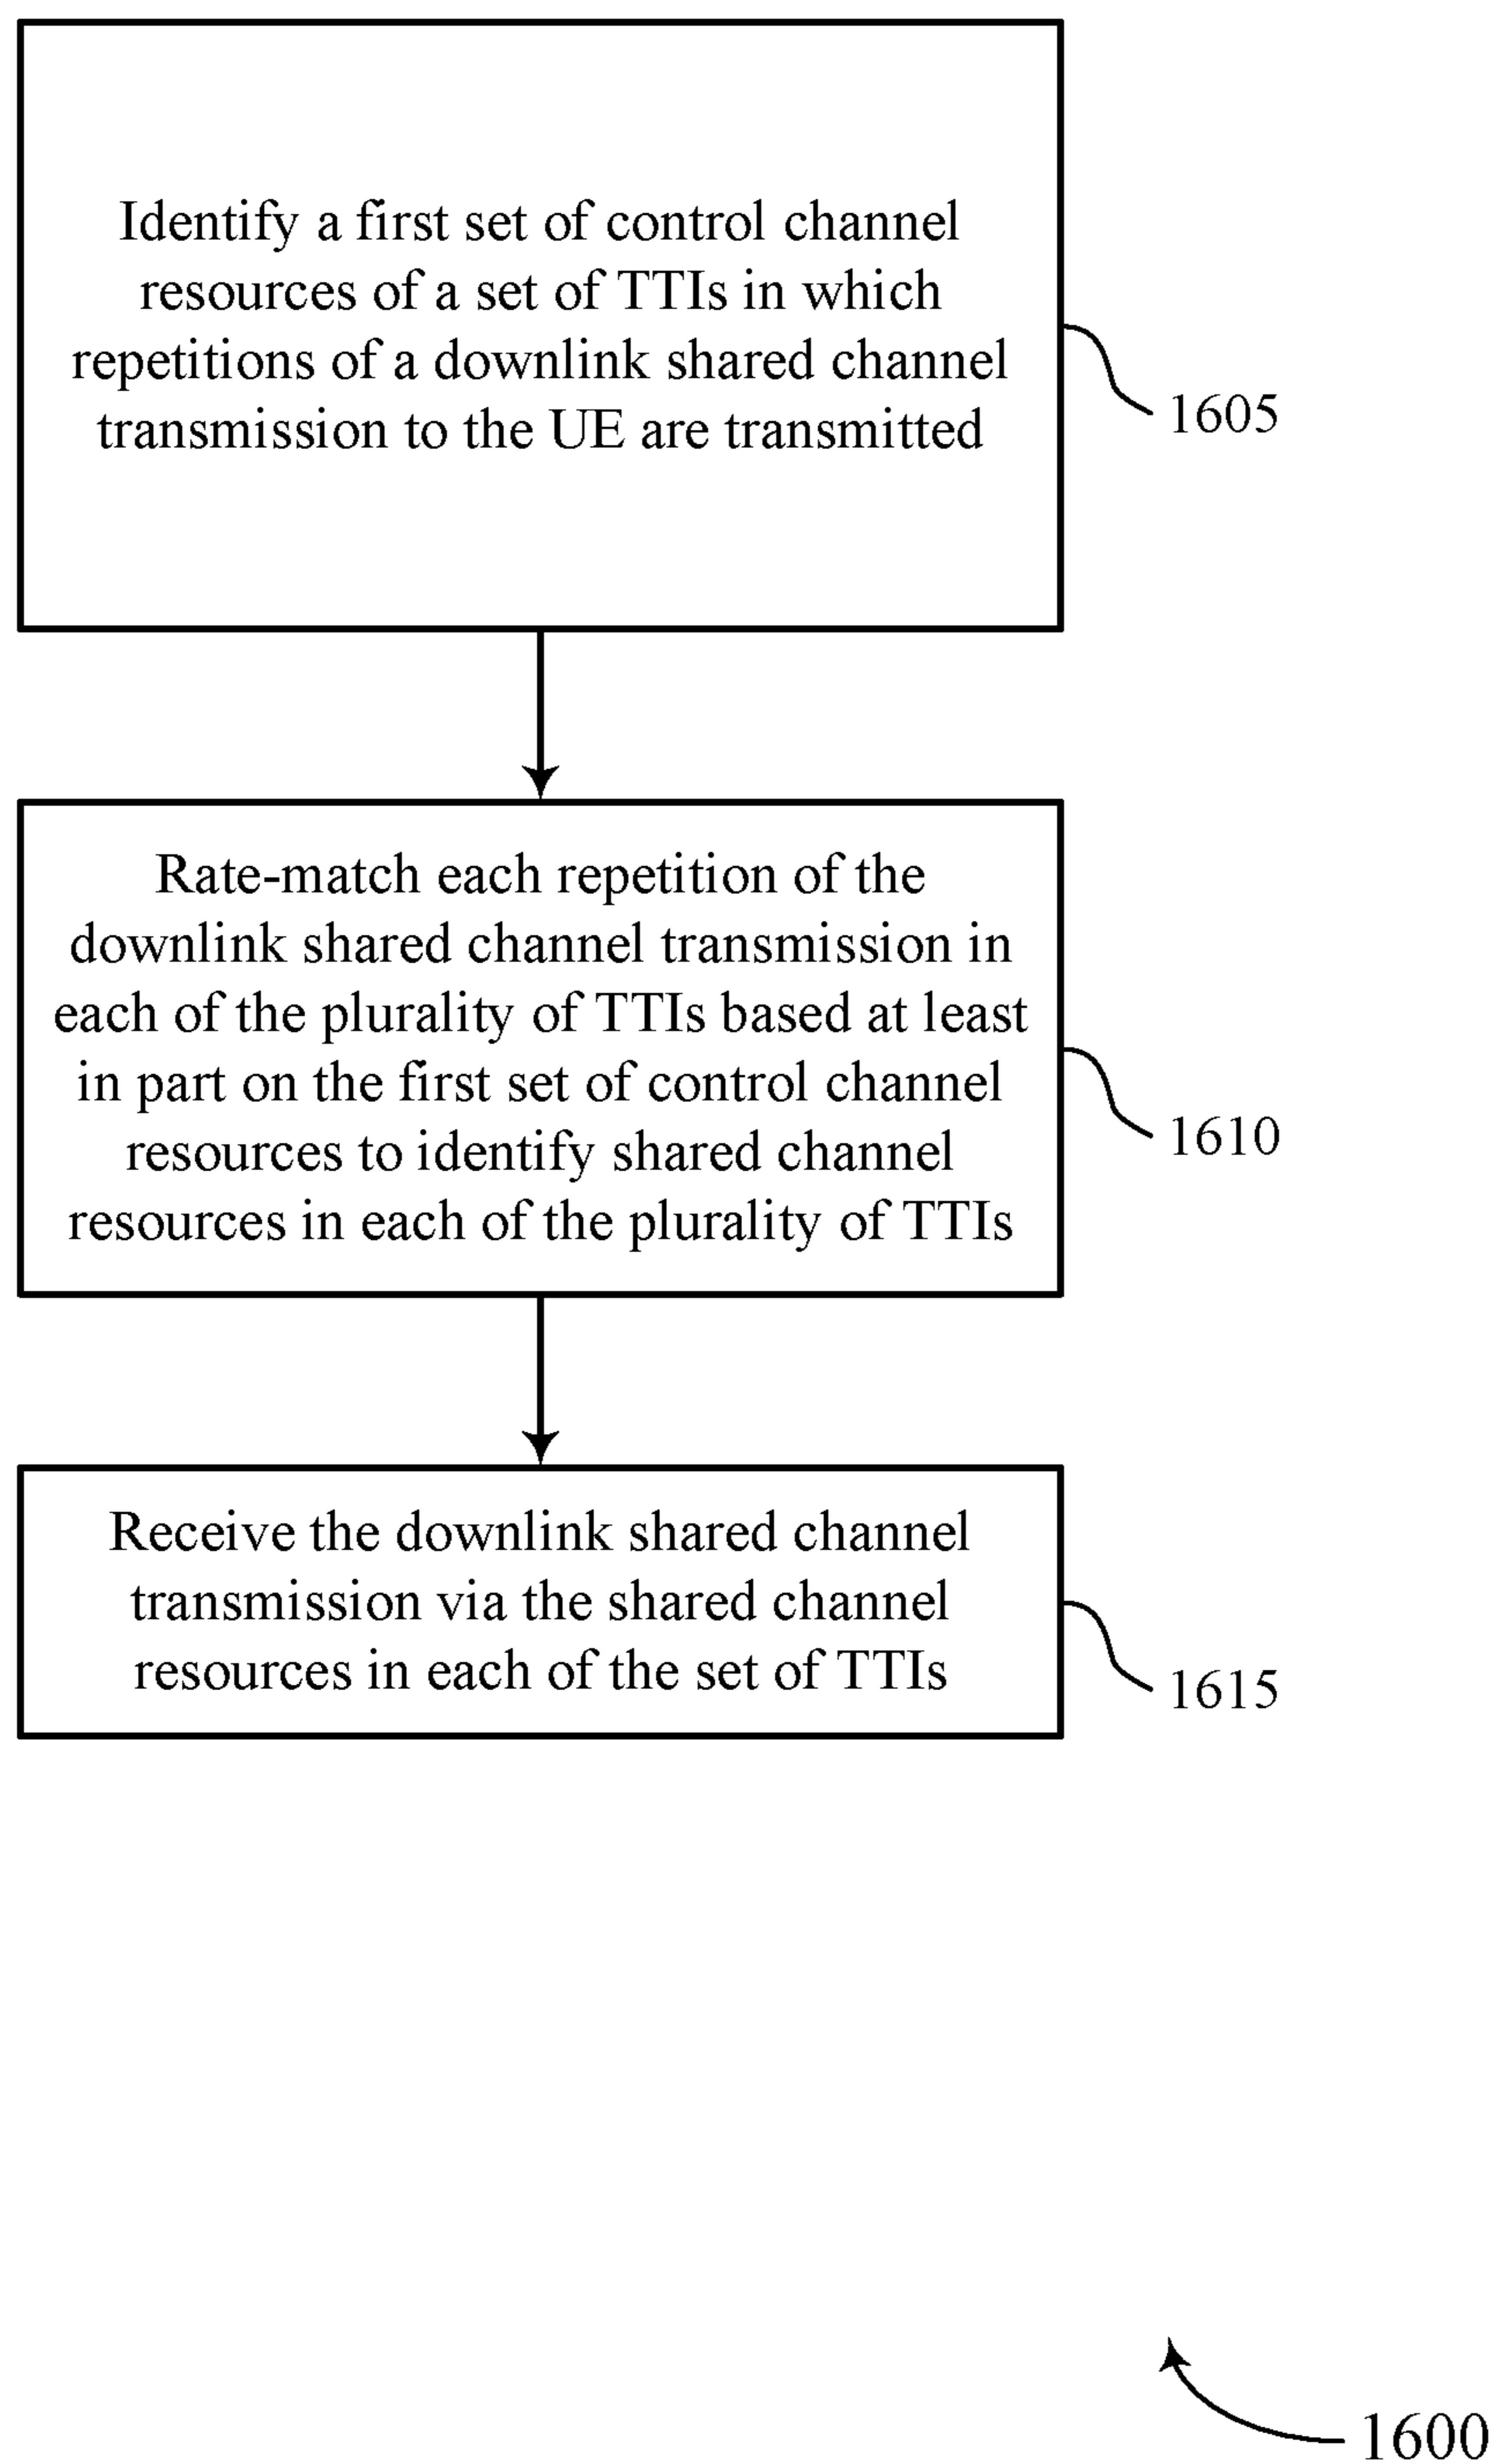 Identify a first set of control channel
resources of a set of TTIs in which
repetitions of a downlink shared channel
transmission to the UE are transmitted
1605
Rate-match each repetition of the
downlink shared channel transmission in
each of the plurality of TTIs based at least
in part on the first set of control channel
resources to identify shared channel
resources in each of the plurality of TTIs
1610
Receive the downlink shared channel
transmission via the shared channel
resources in each of the set of TTIs
1615
1600